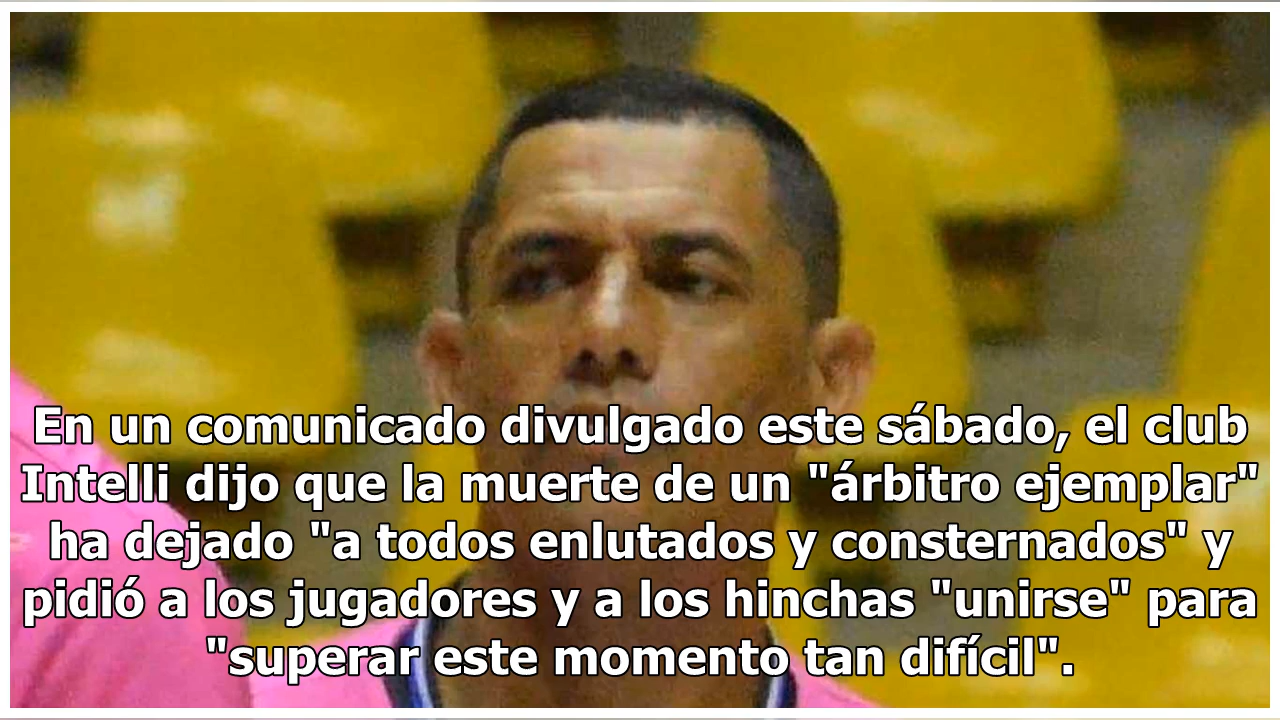 En un comunicado divulgado este sábado, el club
Intelli dijo que la muerte de un "árbitro ejemplar"
ha dejado "a todos enlutados y consternados" y
pidió a los jugadores y a los hinchas "unirse" para
"superar este momento tan difícil".